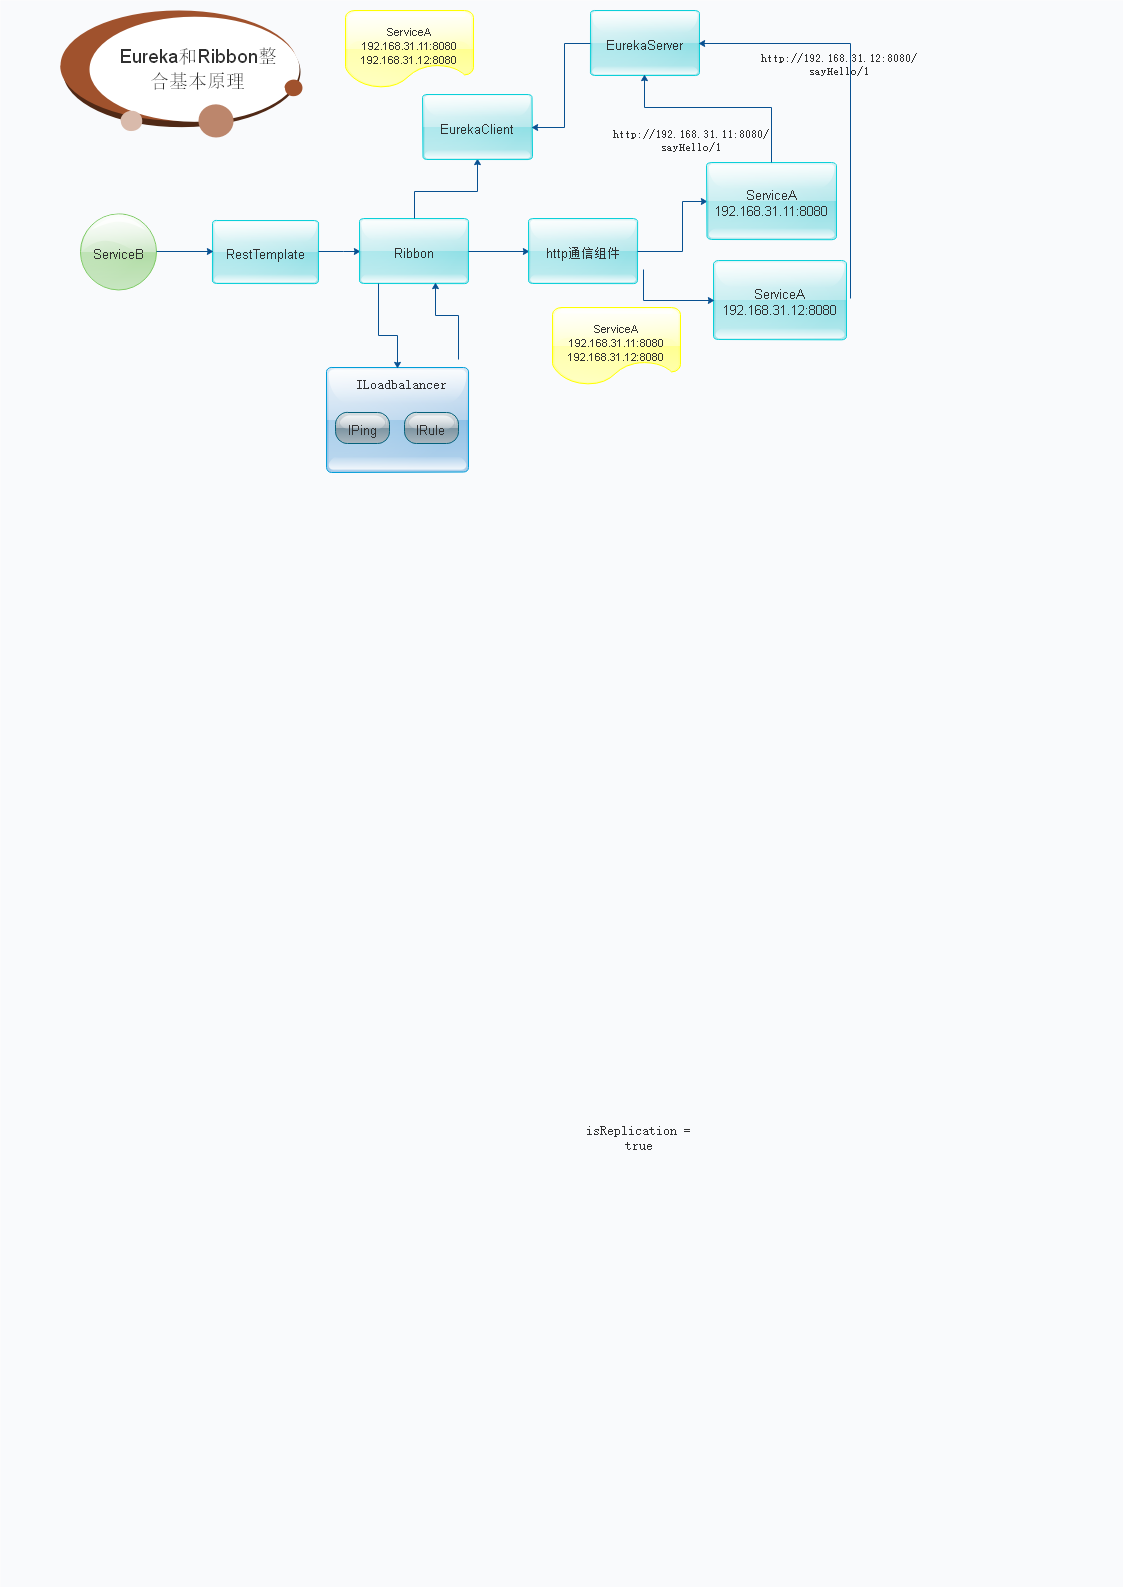 Eureka和Ribbon整
合基本原理
ServiceA
192.168.31.11:8080
192.168.31.12:8080
EurekaServer
http://192.168.31.12:8080/
sayHello/1
EurekaClient
http://192.168.31.11:8080/
sayHello/1
ServiceA
192.168.31.11:8080
ServiceB
RestTemplate
Ribbon
http通信组件
ServiceA
192.168.31.12:8080
ServiceA
192.168.31.11:8080
192.168.31.12:8080
ILoadbalancer
IPing
IRule
isReplication =
true